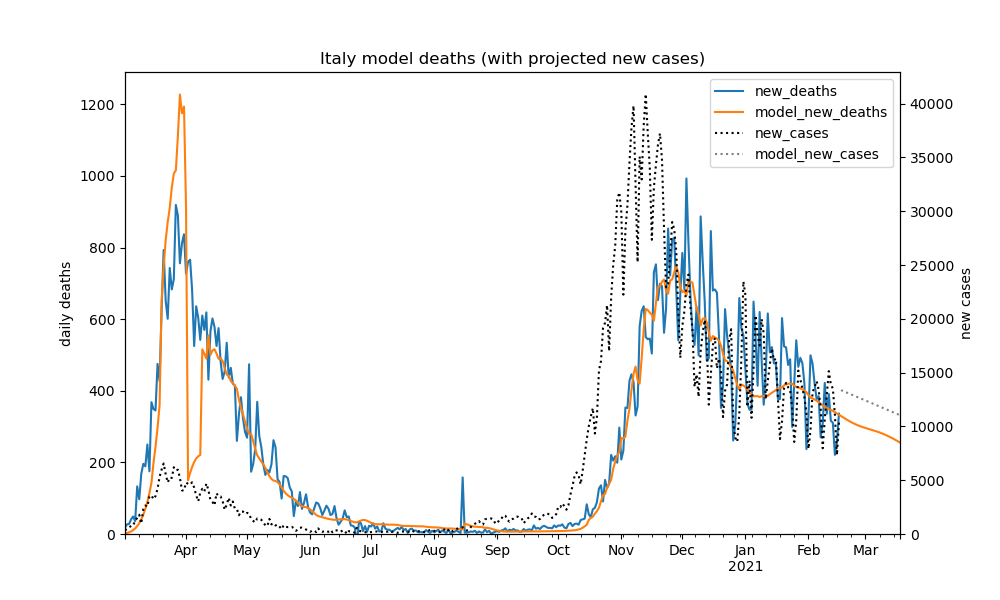 Italy model deaths (with projected new cases)
new_deaths
model_new_deaths
new_cases
model_new_cases
daily deaths
new cases
1200
1000
800
600
400
200
0
40000
35000
30000
25000
20000
15000
10000
5000
0
Apr May Jun Jul Aug Sep Oct Nov Dec Jan Feb Mar
2021